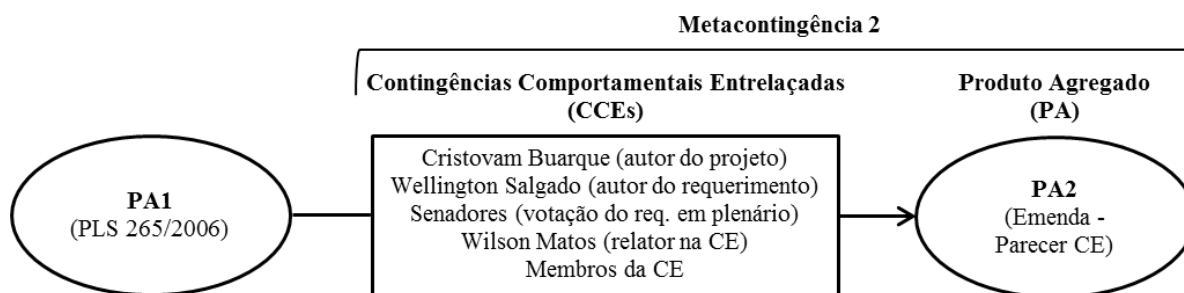 Metacontingência 2
Contingências Comportamentais Entrelaçadas
(CCEs)
Produto Agregado
(PA)
PA1
(PLS 265/2006)
Cristovam Buarque (autor do projeto)
Wellington Salgado (autor do requerimento)
Senadores (votação do req. em plenário)
Wilson Matos (relator na CE)
Membros da CE
PA2
(Emenda -
Parecer CE)